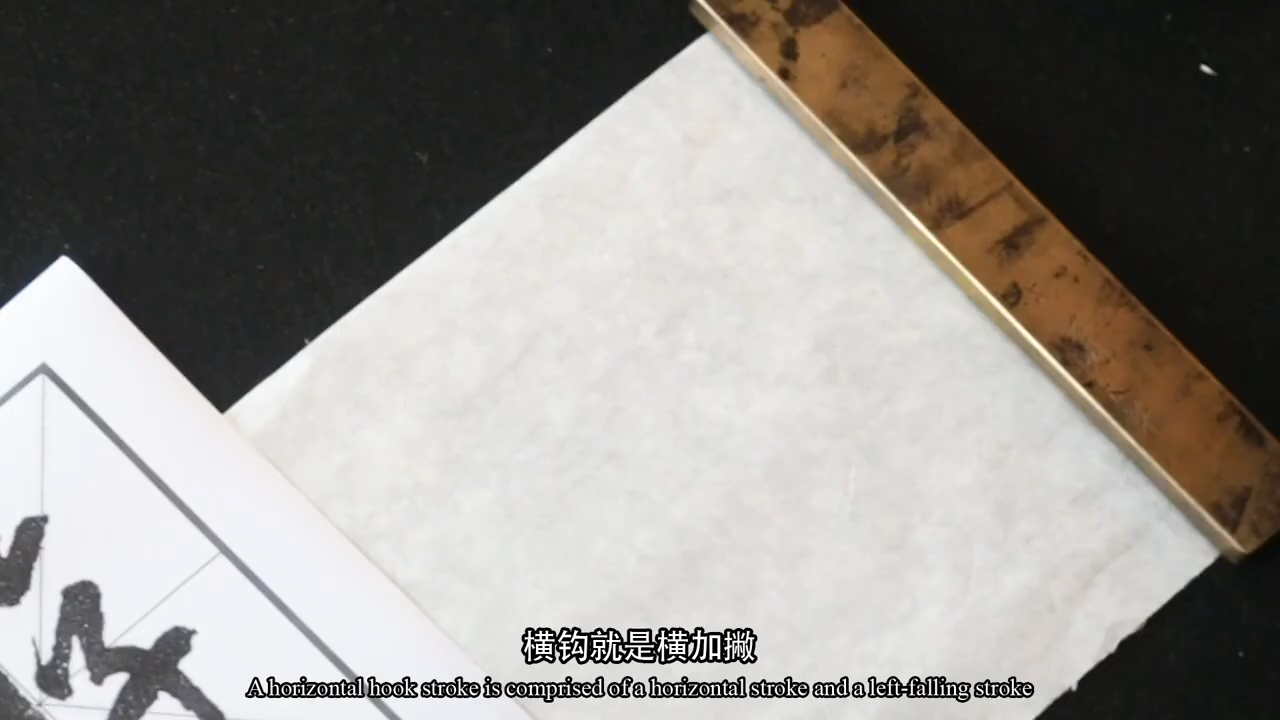 横钩就是横加撇
A horizontal hook stroke is comprised of a horizontal stroke and a left-falling stroke